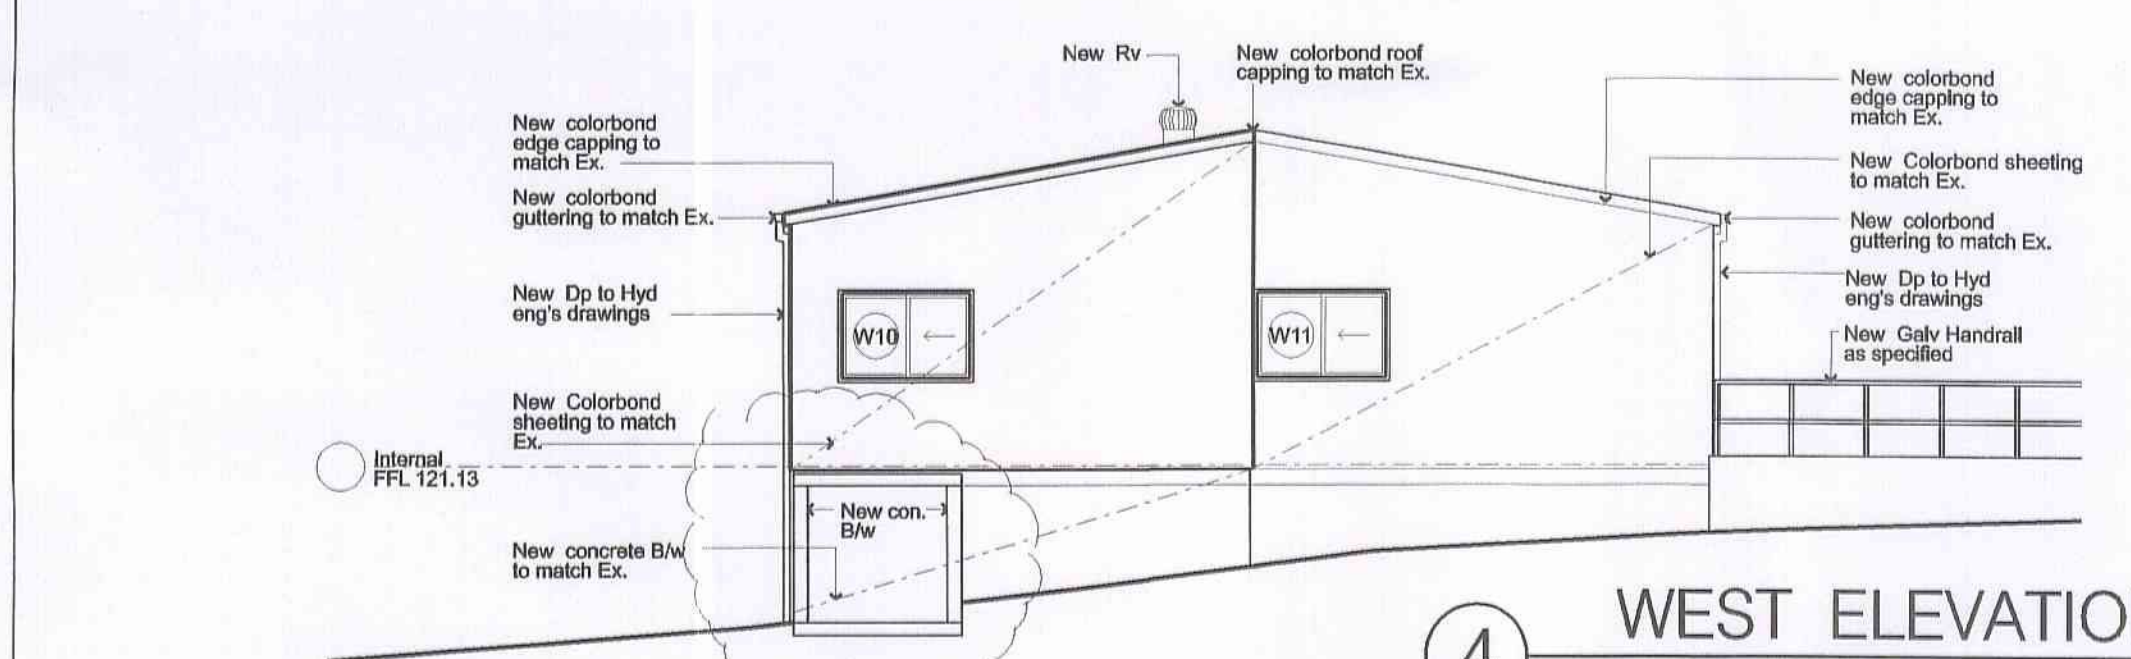 New Rv
New colorbond roof
capping to match Ex.
New colorbond
edge capping to
match Ex.
New colorbond
guttering to match Ex.
New Dp to Hyd
eng's drawings
New Colorbond
sheeting to match
Ex.
Internal
FFL 121.13
New concrete B/w
to match Ex.
W10
W11
New con.
B/w
New colorbond
edge capping to
match Ex.
New Colorbond sheeting
to match Ex.
New colorbond
guttering to match Ex.
New Dp to Hyd
eng's drawings
New Galv Handrail
as specified
4
WEST ELEVATIO